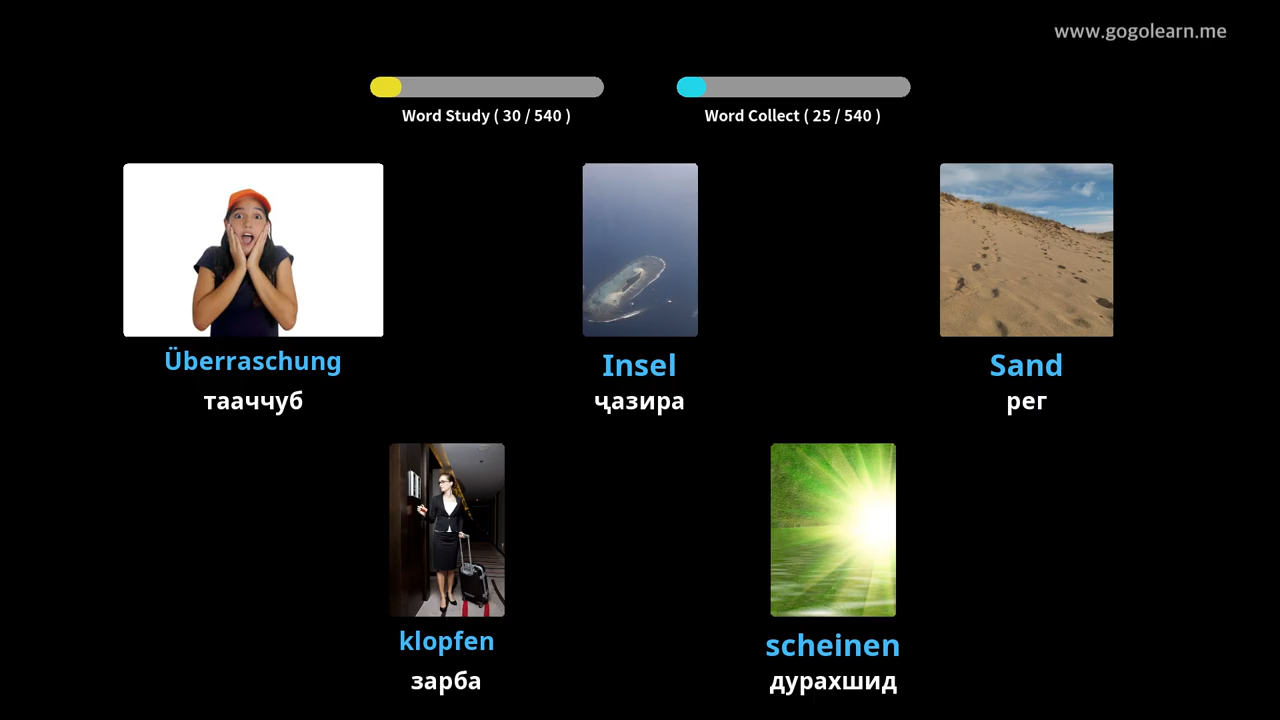 www.gogolearn.me
Word Study ( 30 / 540 )
Word Collect ( 25 / 540 )
Überraschung
тааччуб
Insel
ҷазира
Sand
рег
klopfen
зарба
scheinen
дурахшид